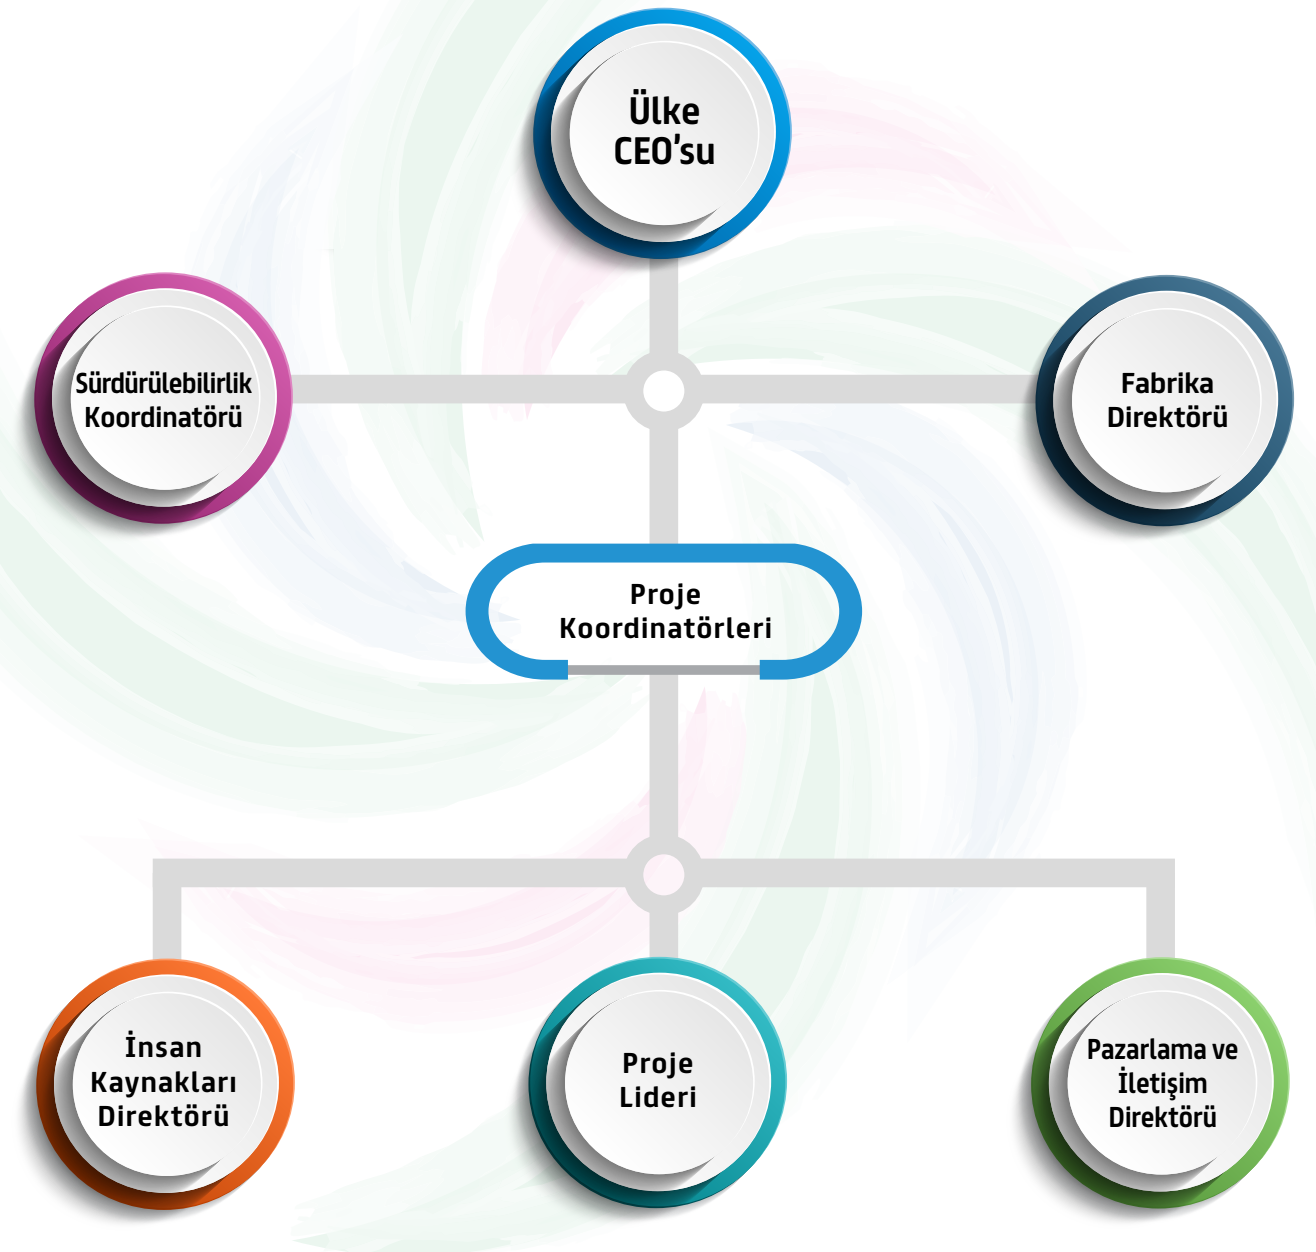 Ülke
CEO'su
Sürdürülebilirlik
Koordinatörü
Fabrika
Direktörü
Proje
Koordinatörleri
İnsan
Kaynakları
Direktörü
Proje
Lideri
Pazarlama ve
İletişim
Direktörü